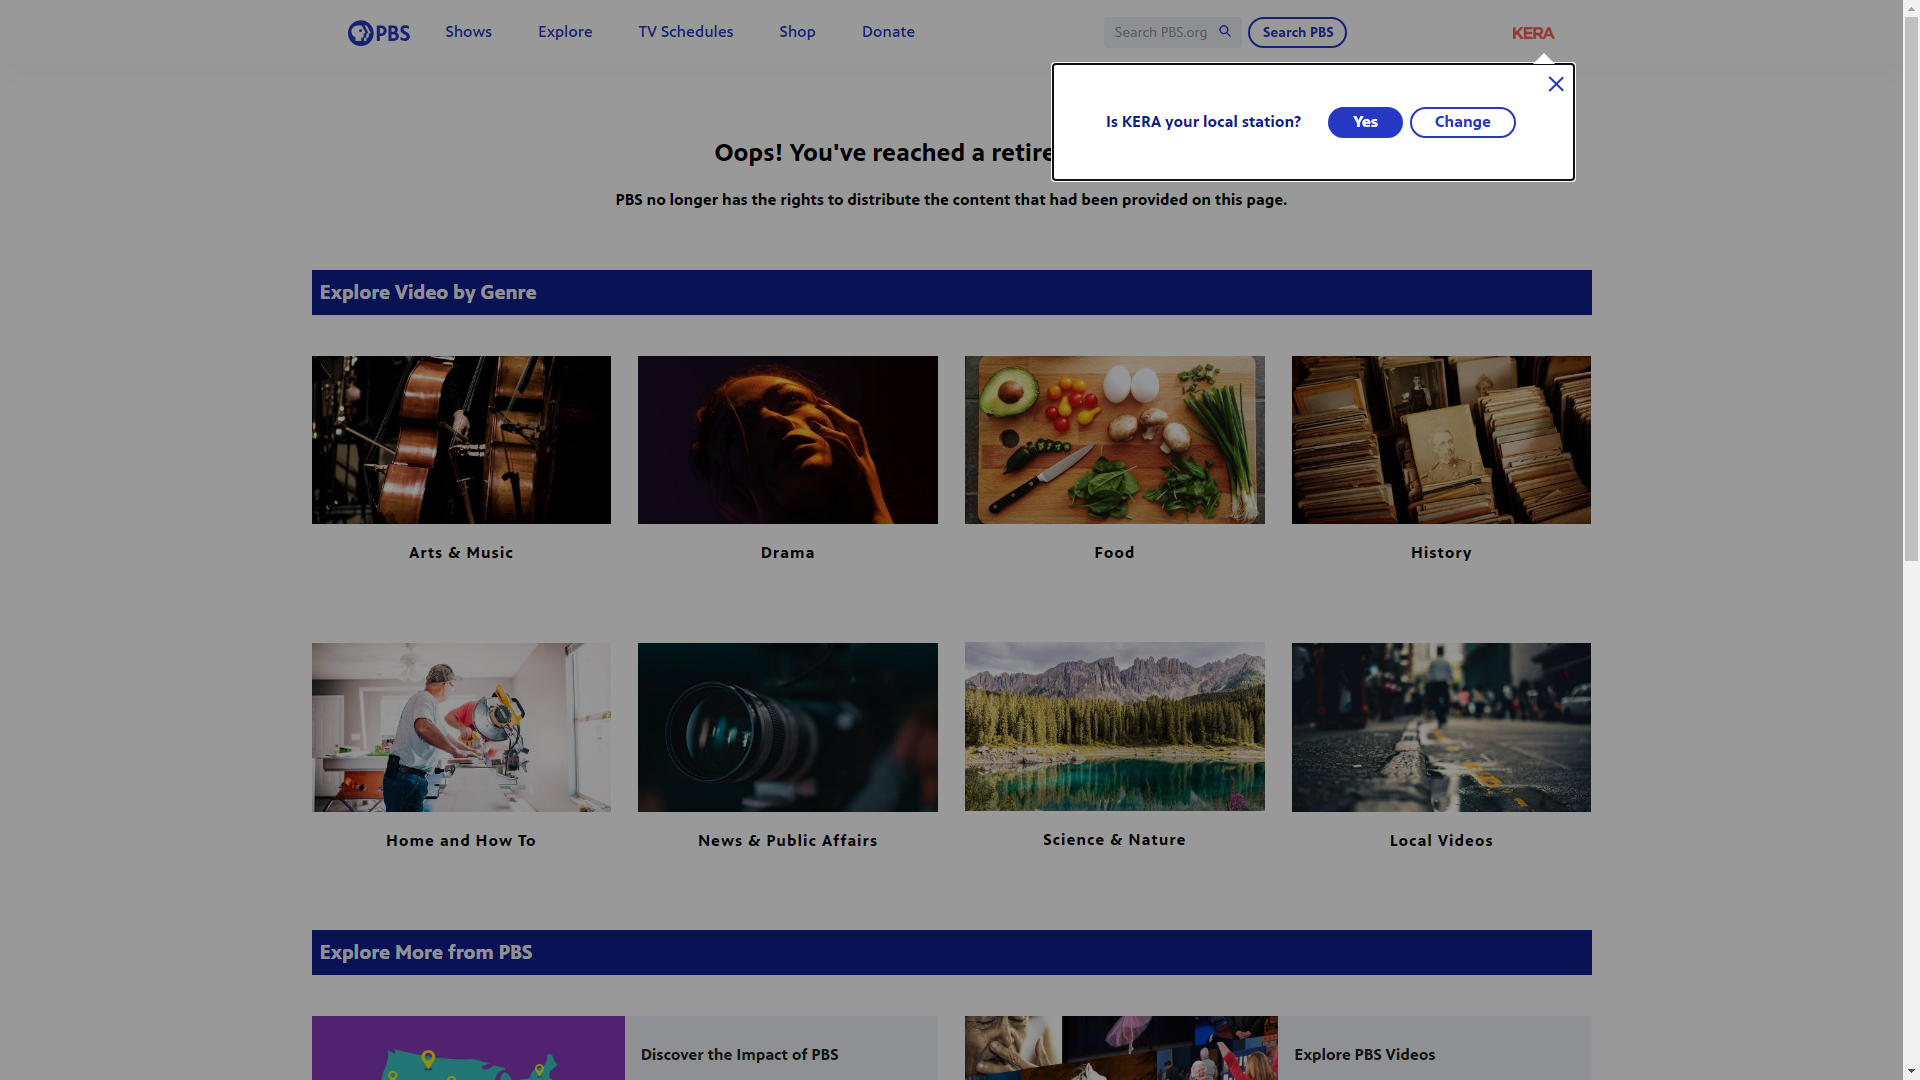 PBS
Shows
Explore
TV Schedules
Shop
Donate
Search PBS.org
Search PBS
KERA
Is KERA your local station?
Yes
Change
Oops! You've reached a retire
PBS no longer has the rights to distribute the content that had been provided on this page.
Explore Video by Genre
Arts & Music
Drama
Food
History
Home and How To
News & Public Affairs
Science & Nature
Local Videos
Explore More from PBS
Discover the Impact of PBS
Explore PBS Videos